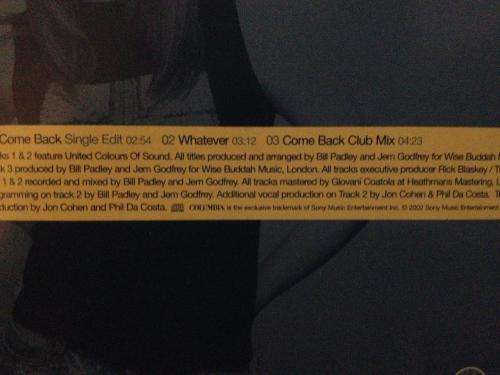 Come Back Single Edit 02:54 02 Whatever 03:12 03 Come Back Club Mix 04:23
ks 1 & 2 feature United Colours Of Sound. All titles produced and arranged by Bill Padley and Jem Godfrey for Wise Buddah Music,
k 3 produced by Bill Padley and Jem Godfrey for Wise Buddah Music, London. All tracks executive producer Rick Blaskey / T
1 & 2 recorded and mixed by Bill Padley and Jem Godfrey. All tracks mastered by Giovani Coatola at Heathmans Mastering, L
gramming on track 2 by Bill Padley and Jem Godfrey. Additional vocal production on Track 2 by Jon Cohen & Phil Da Costa. T
duction by Jon Cohen and Phil Da Costa. COLUMBIA is the exclusive trademark of Sony Music Entertainment Inc. © 2002 Sony Music Entertainment